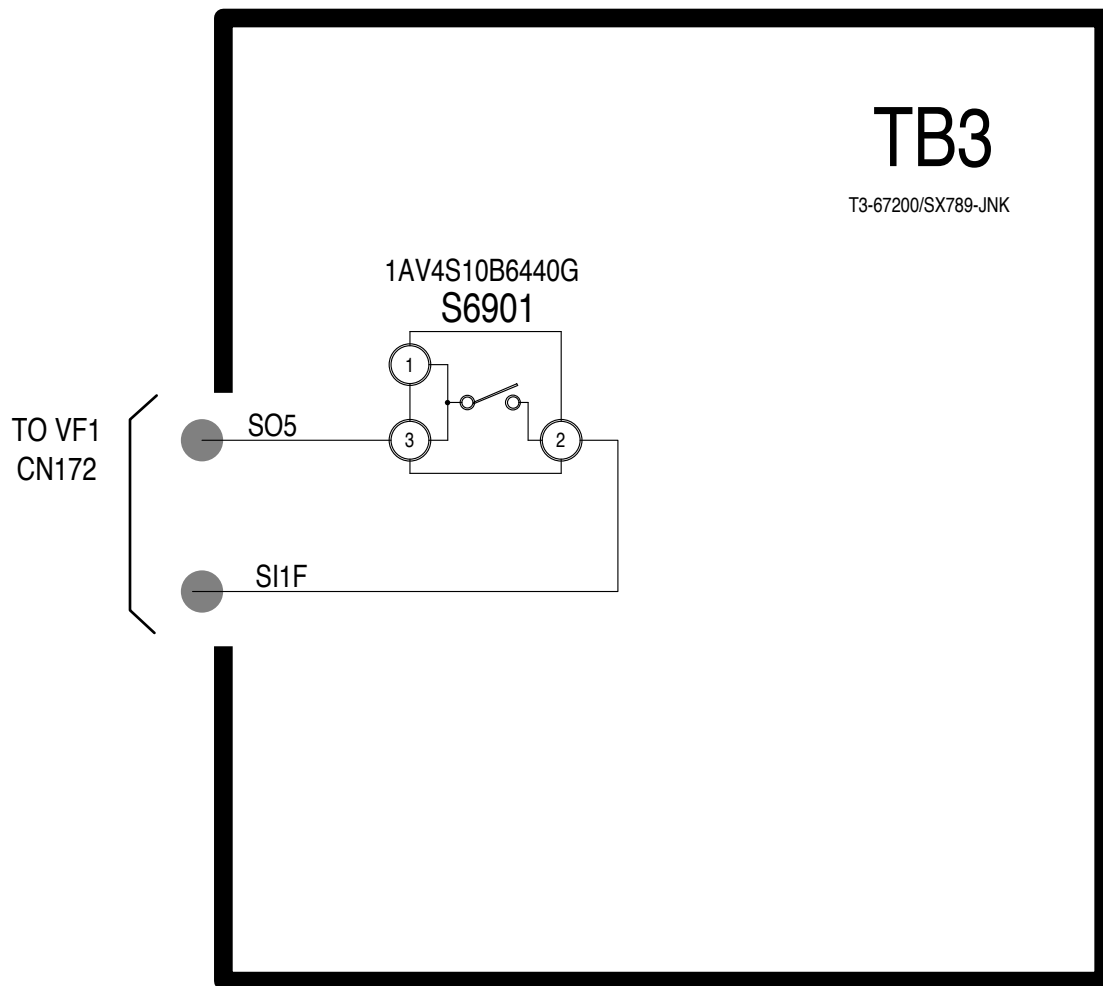 TB3
T3-67200/SX789-JNK
1AV4S10B6440G
S6901
1
TO VF1
CN172
SO5
3
2
SI1F